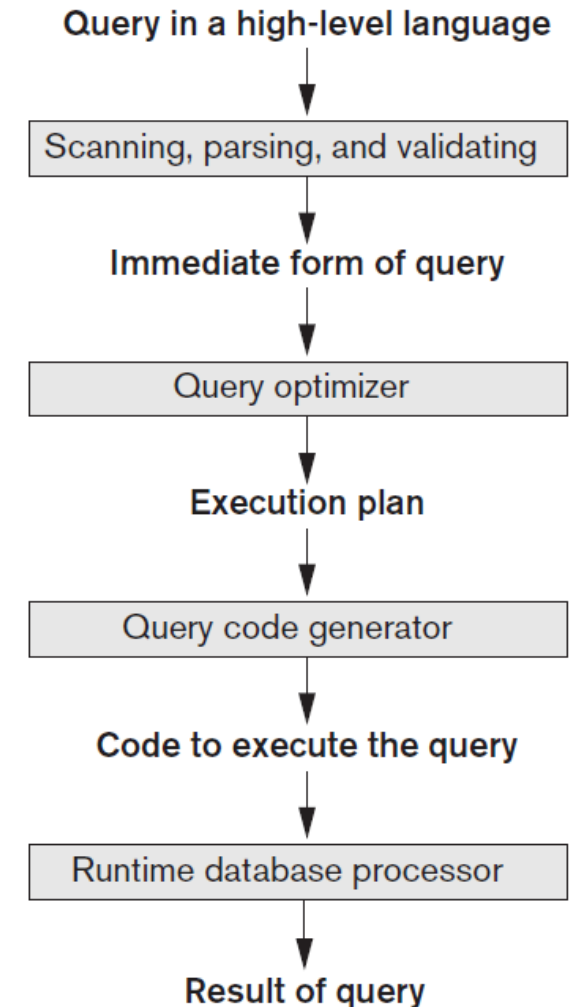 Query in a high-level language
Scanning, parsing, and validating
Immediate form of query
Query optimizer
Execution plan
Query code generator
Code to execute the query
Runtime database processor
Result of query